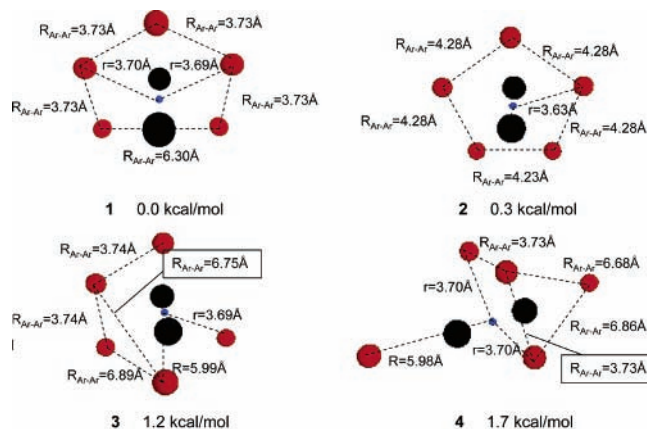 R_Ar-Ar=3.73Å R_Ar-Ar=3.73Å
r=3.70Å r=3.69Å
R_Ar-Ar=3.73Å R_Ar-Ar=3.73Å
R_Ar-Ar=6.30Å
1 0.0 kcal/mol
R_Ar-Ar=4.28Å R_Ar-Ar=4.28Å
r=3.63Å
R_Ar-Ar=4.28Å R_Ar-Ar=4.28Å
R_Ar-Ar=4.23Å
2 0.3 kcal/mol
R_Ar-Ar=3.74Å
R_Ar-Ar=6.75Å
r=3.69Å
R_Ar-Ar=3.74Å
R_Ar-Ar=6.89Å R=5.99Å
3 1.2 kcal/mol
R_Ar-Ar=3.73Å
R_Ar-Ar=6.68Å
r=3.70Å
R_Ar-Ar=6.86Å
R=5.98Å r=3.70Å
R_Ar-Ar=3.73Å
4 1.7 kcal/mol